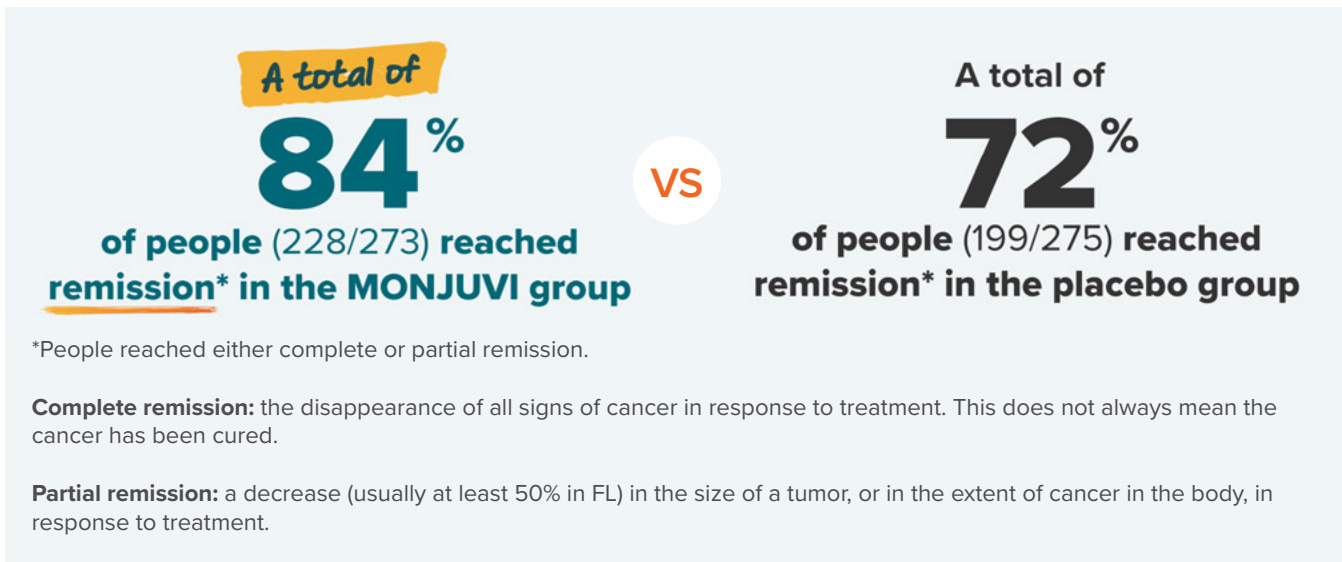 A total of
84%
of people (228/273) reached
remission* in the MONJUVI group
VS
A total of
72%
of people (199/275) reached
remission* in the placebo group
*People reached either complete or partial remission.
Complete remission: the disappearance of all signs of cancer in response to treatment. This does not always mean the
cancer has been cured.
Partial remission: a decrease (usually at least 50% in FL) in the size of a tumor, or in the extent of cancer in the body, in
response to treatment.